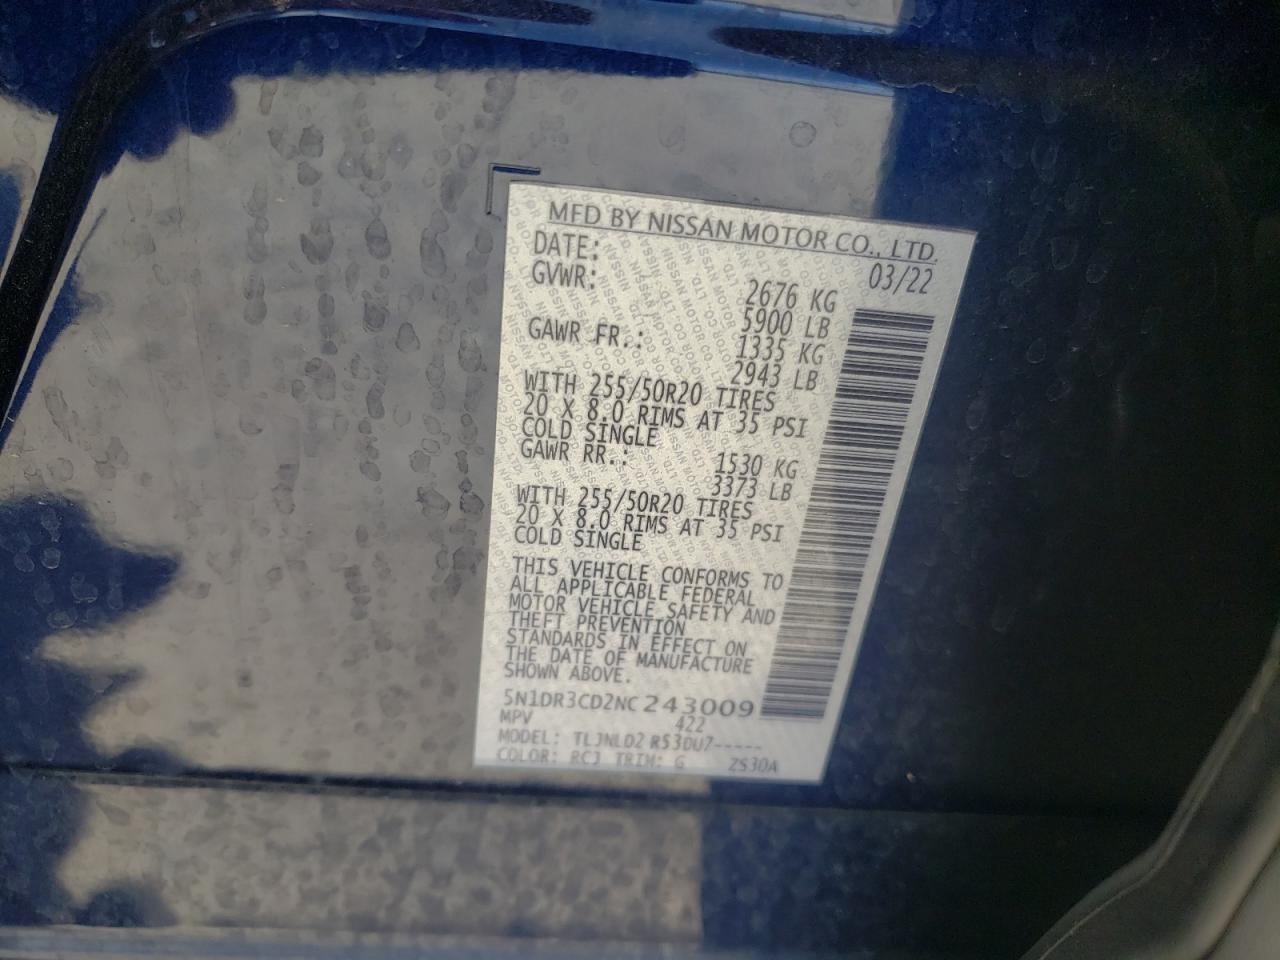 MFD BY NISSAN MOTOR CO., LTD.
DATE: 03/22
GVWR: 2676 KG
5900 LB
GAWR FR.: 1335 KG
2943 LB
WITH 255/50R20 TIRES
20 X 8.0 RIMS AT 35 PSI
COLD SINGLE
GAWR RR.: 1530 KG
3373 LB
WITH 255/50R20 TIRES
20 X 8.0 RIMS AT 35 PSI
COLD SINGLE
THIS VEHICLE CONFORMS TO
ALL APPLICABLE FEDERAL
MOTOR VEHICLE SAFETY AND
THEFT PREVENTION
STANDARDS IN EFFECT ON
THE DATE OF MANUFACTURE
SHOWN ABOVE.
5N1DR3CD2NC243009
MPV 422
MODEL: TLJNLD2 R53DU7-----
COLOR: RCJ TRIM: G ZS30A